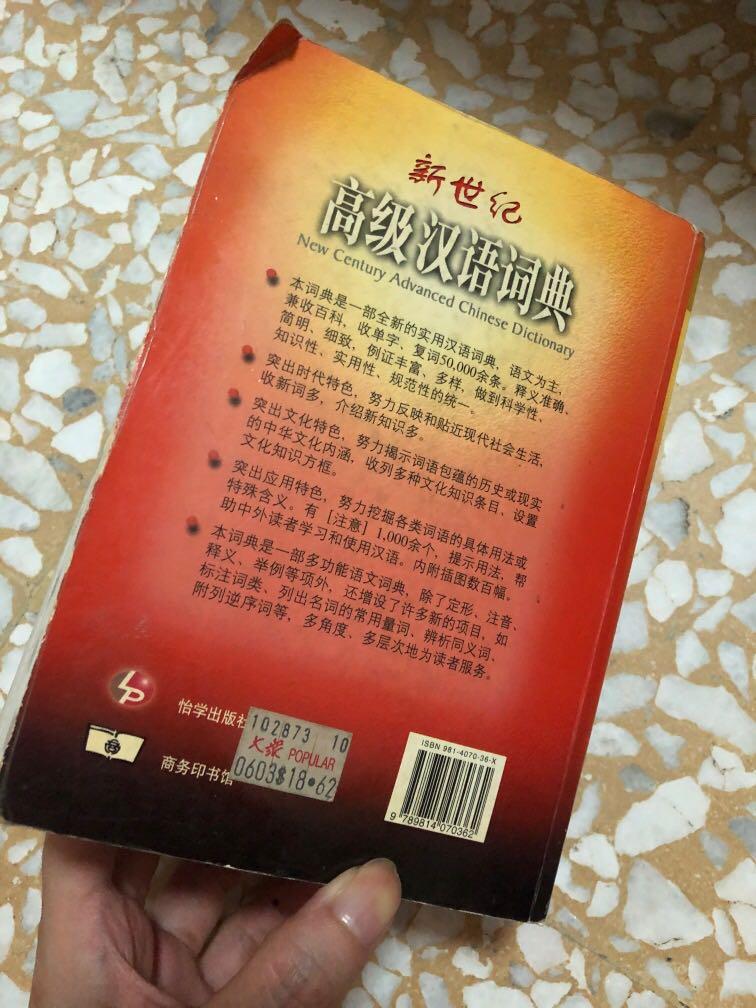 新世纪
高级汉语词典
New Century Advanced Chinese Dictionary
本词典是一部全新的实用汉语词典，语文为主，
兼收百科，收单字、复词50,000余条。释义准确、
简明、细致，例证丰富、多样，做到科学性、
知识性、实用性、规范性的统一。
突出时代特色，努力反映和贴近现代社会生活，
收新词多，介绍新知识多。
突出文化特色，努力揭示词语包蕴的历史或现实
的中华文化内涵，收列多种文化知识条目、设置
文化知识方框。
突出应用特色，努力挖掘各类词语的具体用法或
特殊含义。有［注意］1,000余个，提示用法，帮
助中外读者学习和使用汉语。内附插图数百幅。
本词典是一部多功能语文词典，除了定形、注音、
释义、举例等项外，还增设了许多新的项目，如
标注词类、列出名词的常用量词、辨析同义词、
附列逆序词等，多角度、多层次地为读者服务。
LP
怡学出版社
商务印书馆
102873 10
大众 POPULAR
0603$18.62
ISBN 981-4070-36-X
9 789814 070362